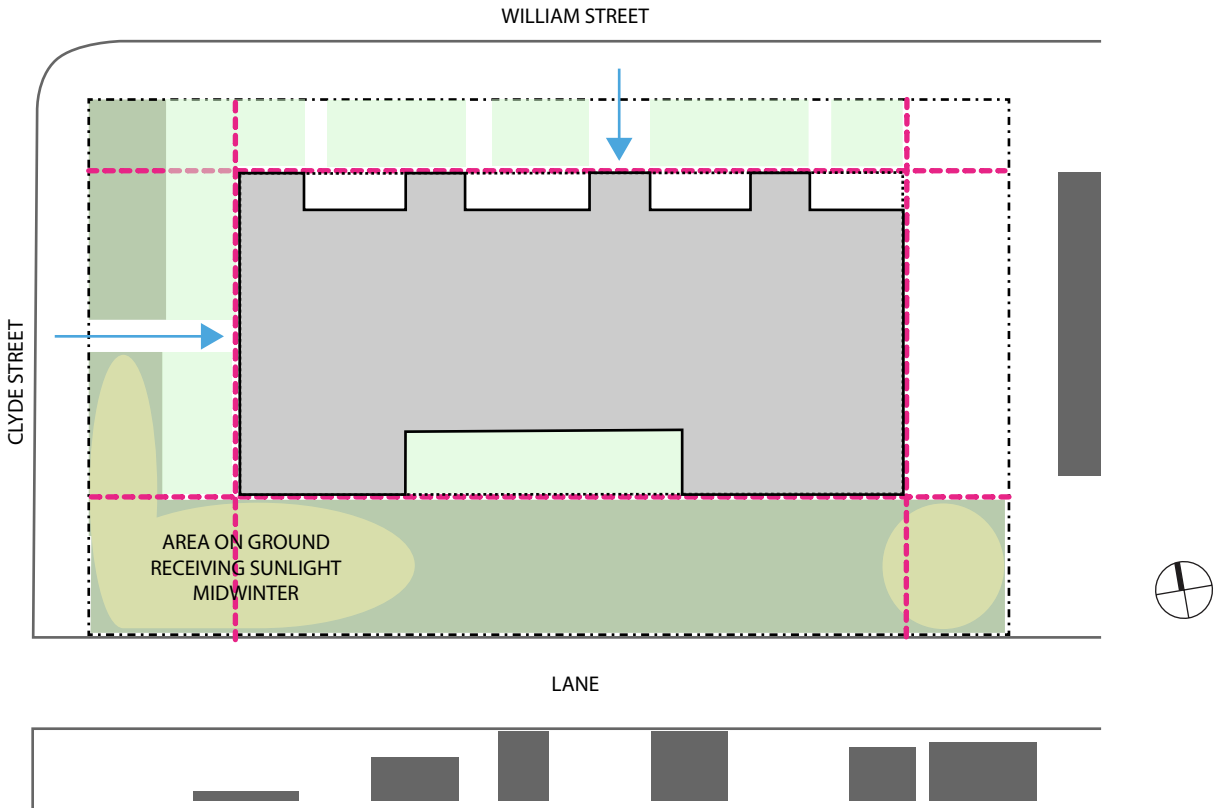 WILLIAM STREET
CLYDE STREET
AREA ON GROUND
RECEIVING SUNLIGHT
MIDWINTER
LANE